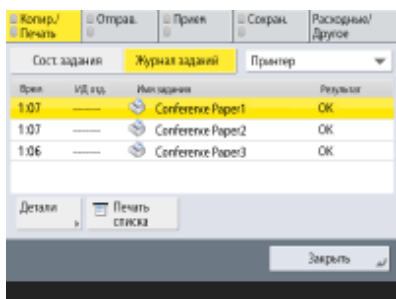 Копир./ Отправ. Прием Сохран. Расходные/
Печать Другое
Сост. задания Журнал заданий Принтер
Время ИД отд. Имя задания Результат
1:07 ------- Conference Paper1 OK
1:07 ------- Conference Paper2 OK
1:06 ------- Conference Paper3 OK
Детали Печать
списка
Закрыть